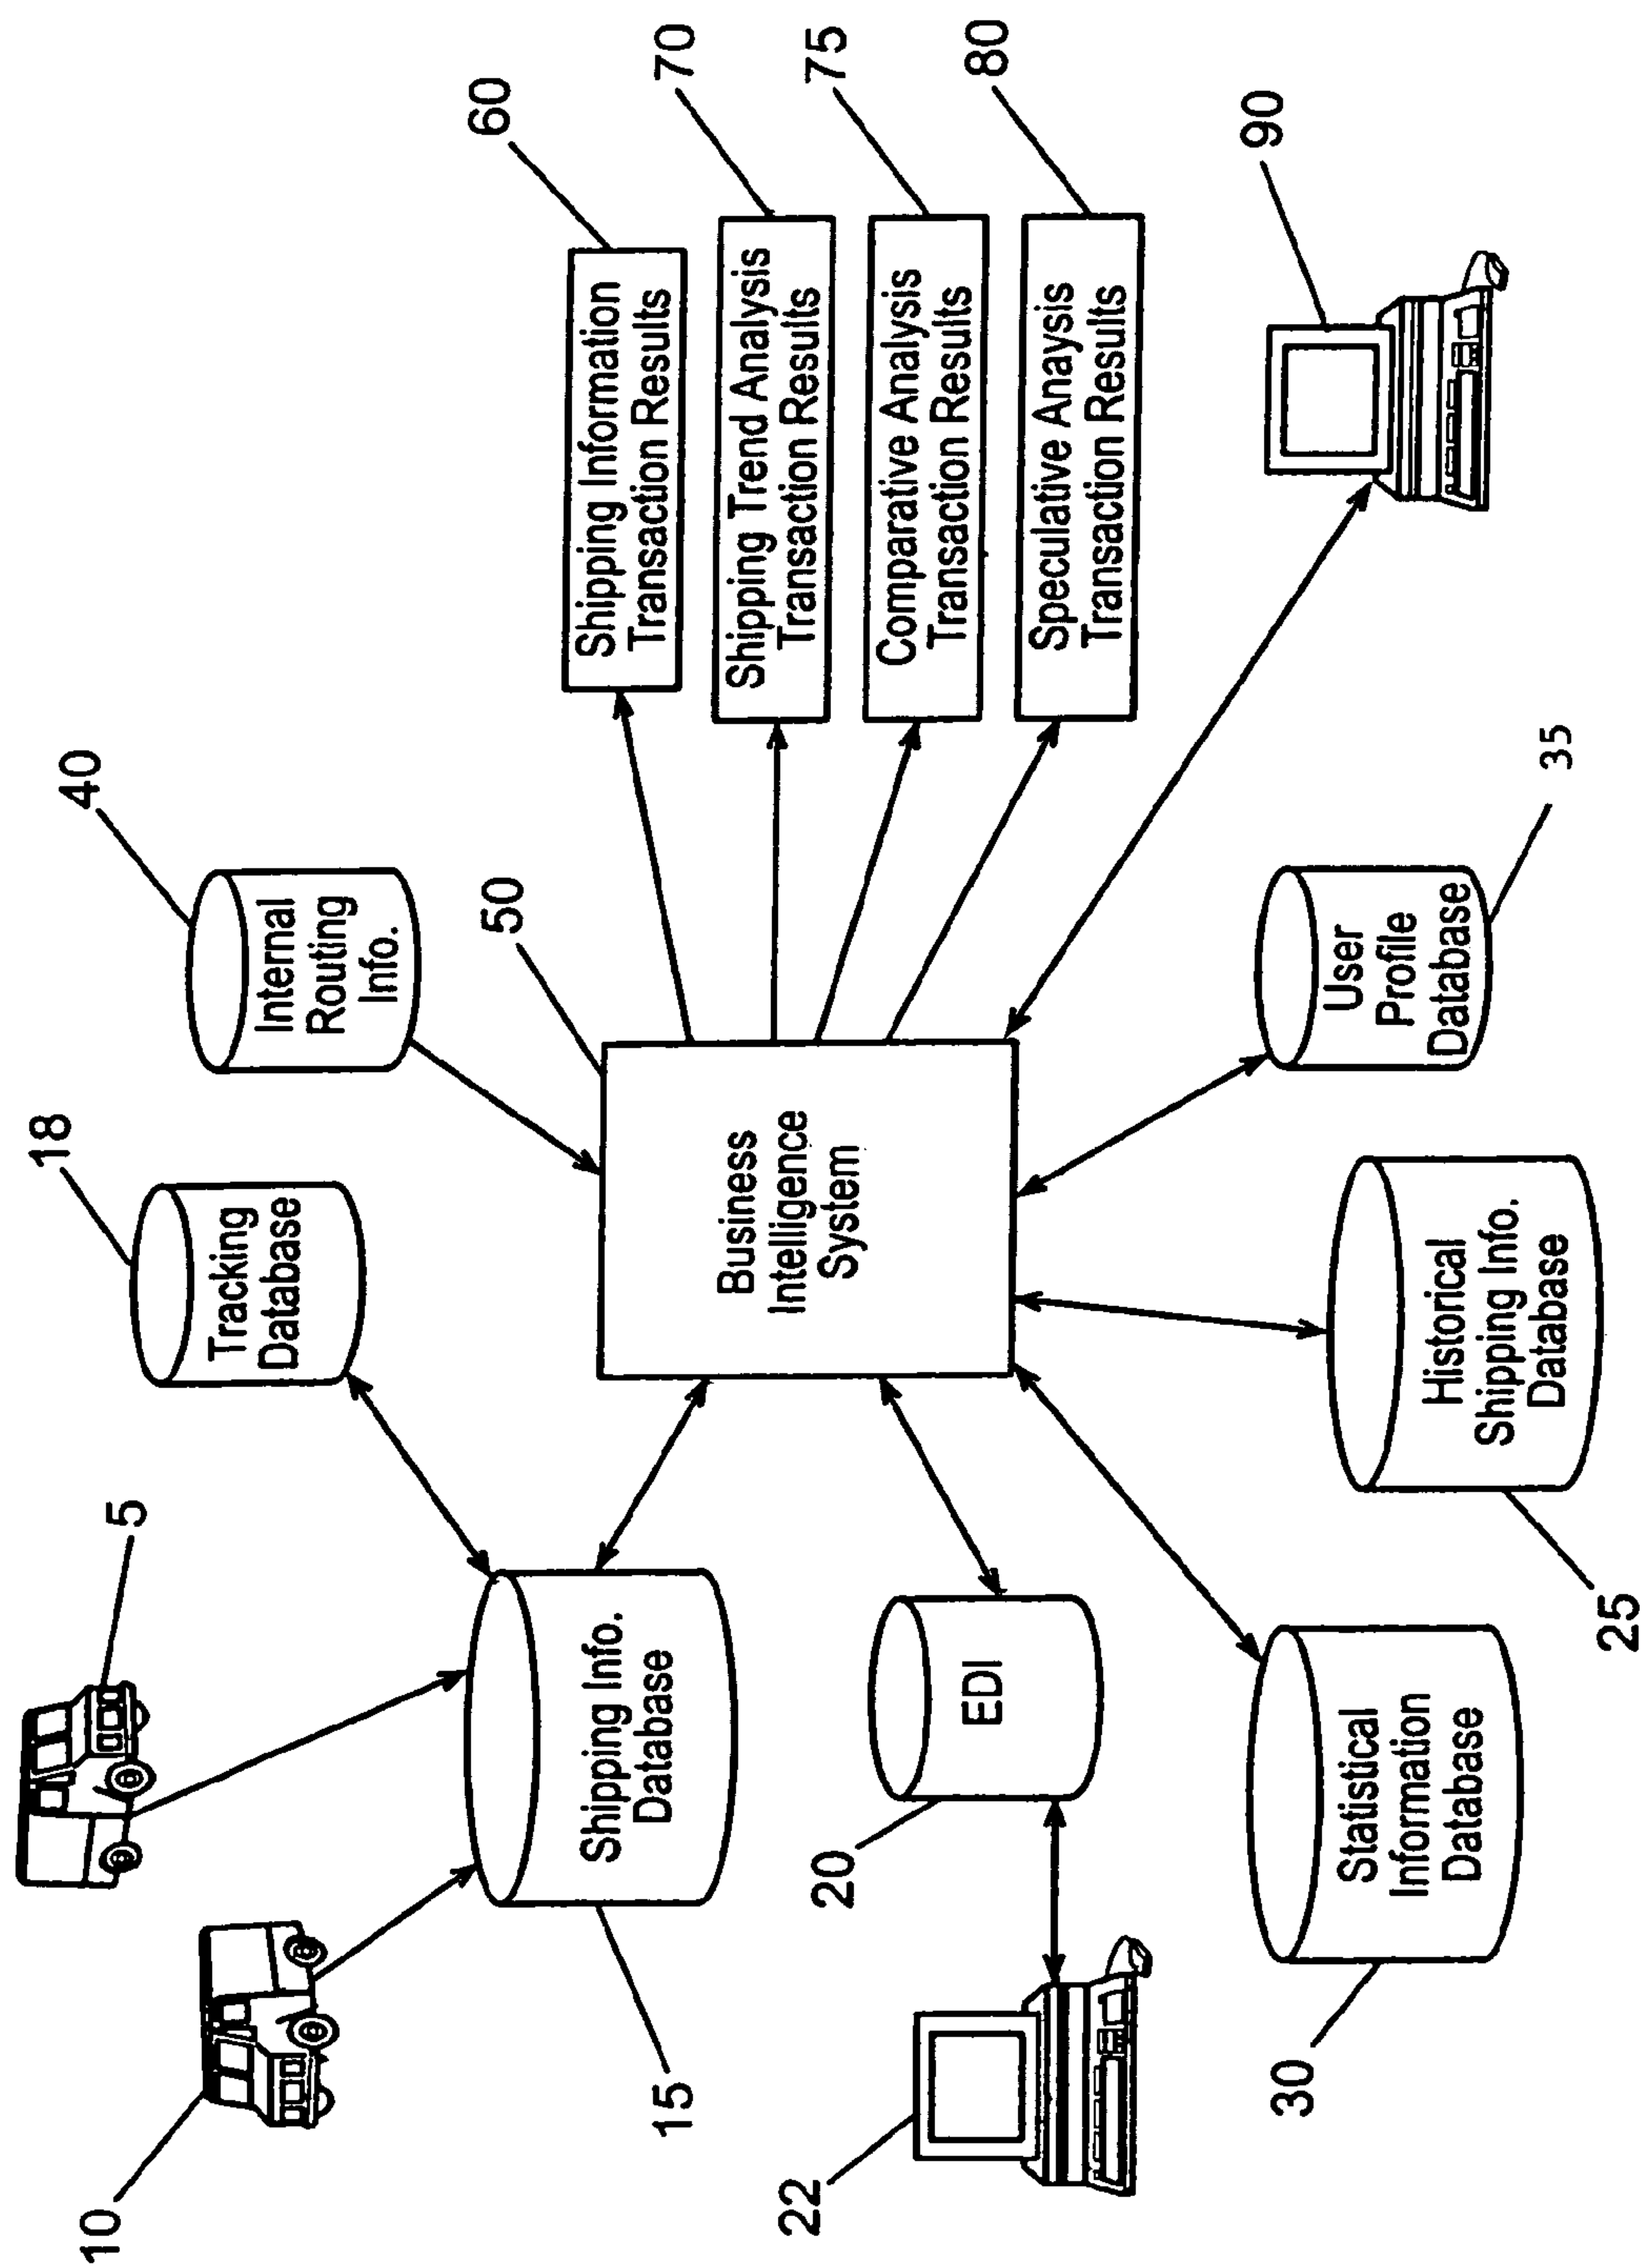 5
10
18
Tracking
Database
40
Internal
Routing
Info.
60
Shipping Information
Transaction Results
70
Shipping Trend Analysis
Transaction Results
75
Comparative Analysis
Transaction Results
80
Speculative Anaysis
Transaction Results
15
Shipping Info.
Database
50
Business
Intelligence
System
20
EDI
22
90
30
Statistical
Information
Database
25
Historical
Shipping Info.
Database
35
User
Profile
Database